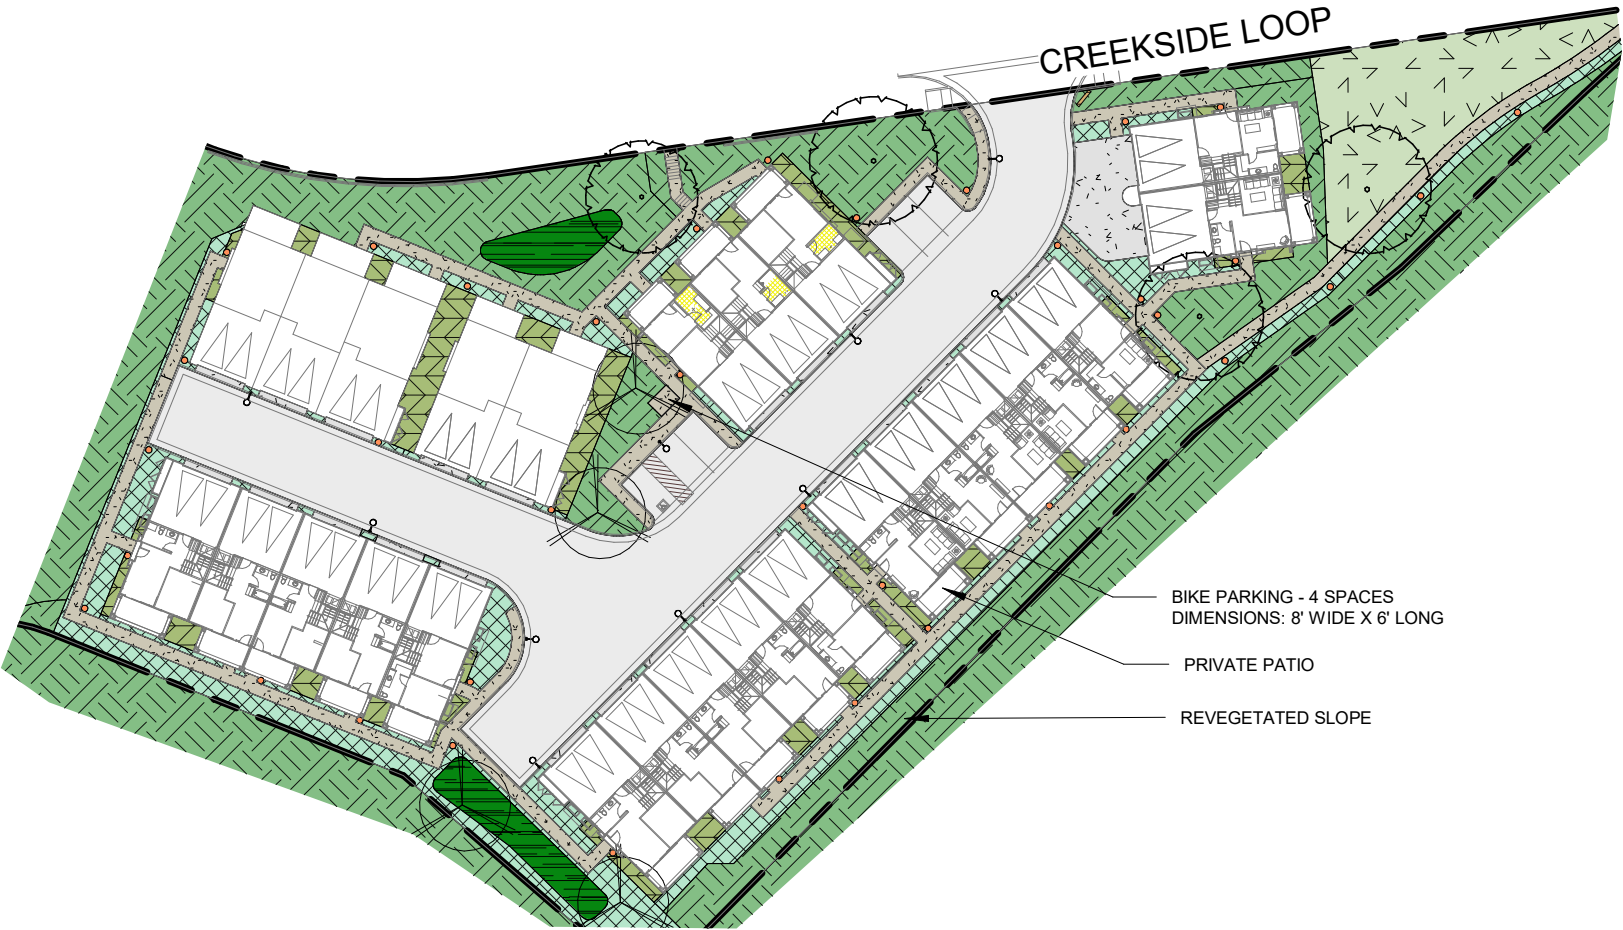 CREEKSIDE LOOP
BIKE PARKING - 4 SPACES
DIMENSIONS: 8' WIDE X 6' LONG
PRIVATE PATIO
REVEGETATED SLOPE